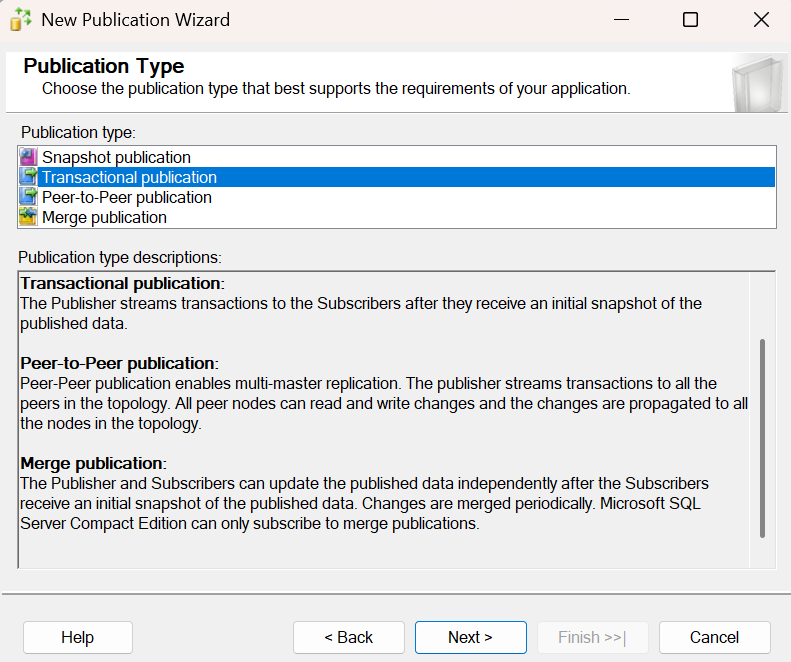 New Publication Wizard
Publication Type
Choose the publication type that best supports the requirements of your application.
Publication type:
Snapshot publication
Transactional publication
Peer-to-Peer publication
Merge publication
Publication type descriptions:
Transactional publication:
The Publisher streams transactions to the Subscribers after they receive an initial snapshot of the
published data.
Peer-to-Peer publication:
Peer-Peer publication enables multi-master replication. The publisher streams transactions to all the
peers in the topology. All peer nodes can read and write changes and the changes are propagated to all
the nodes in the topology.
Merge publication:
The Publisher and Subscribers can update the published data independently after the Subscribers
receive an initial snapshot of the published data. Changes are merged periodically. Microsoft SQL
Server Compact Edition can only subscribe to merge publications.
Help < Back Next > Finish >>| Cancel